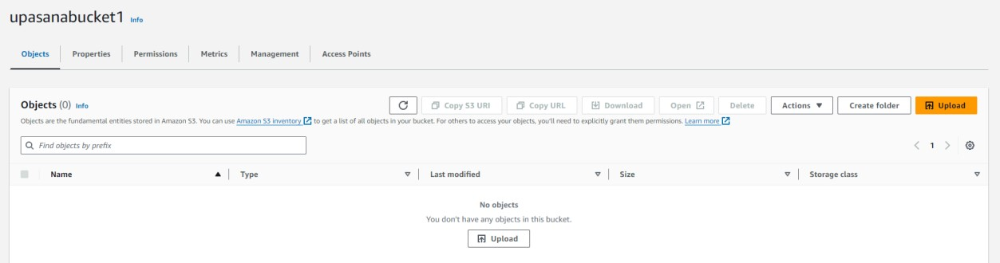 upasanabucket1 Info
Objects Properties Permissions Metrics Management Access Points
Objects (0) Info Copy S3 URI Copy URL Download Open Delete Actions Create folder Upload
Objects are the fundamental entities stored in Amazon S3. You can use Amazon S3 inventory to get a list of all objects in your bucket. For others to access your objects, you'll need to explicitly grant them permissions. Learn more
Find objects by prefix 1
Name Type Last modified Size Storage class
No objects
You don't have any objects in this bucket.
Upload